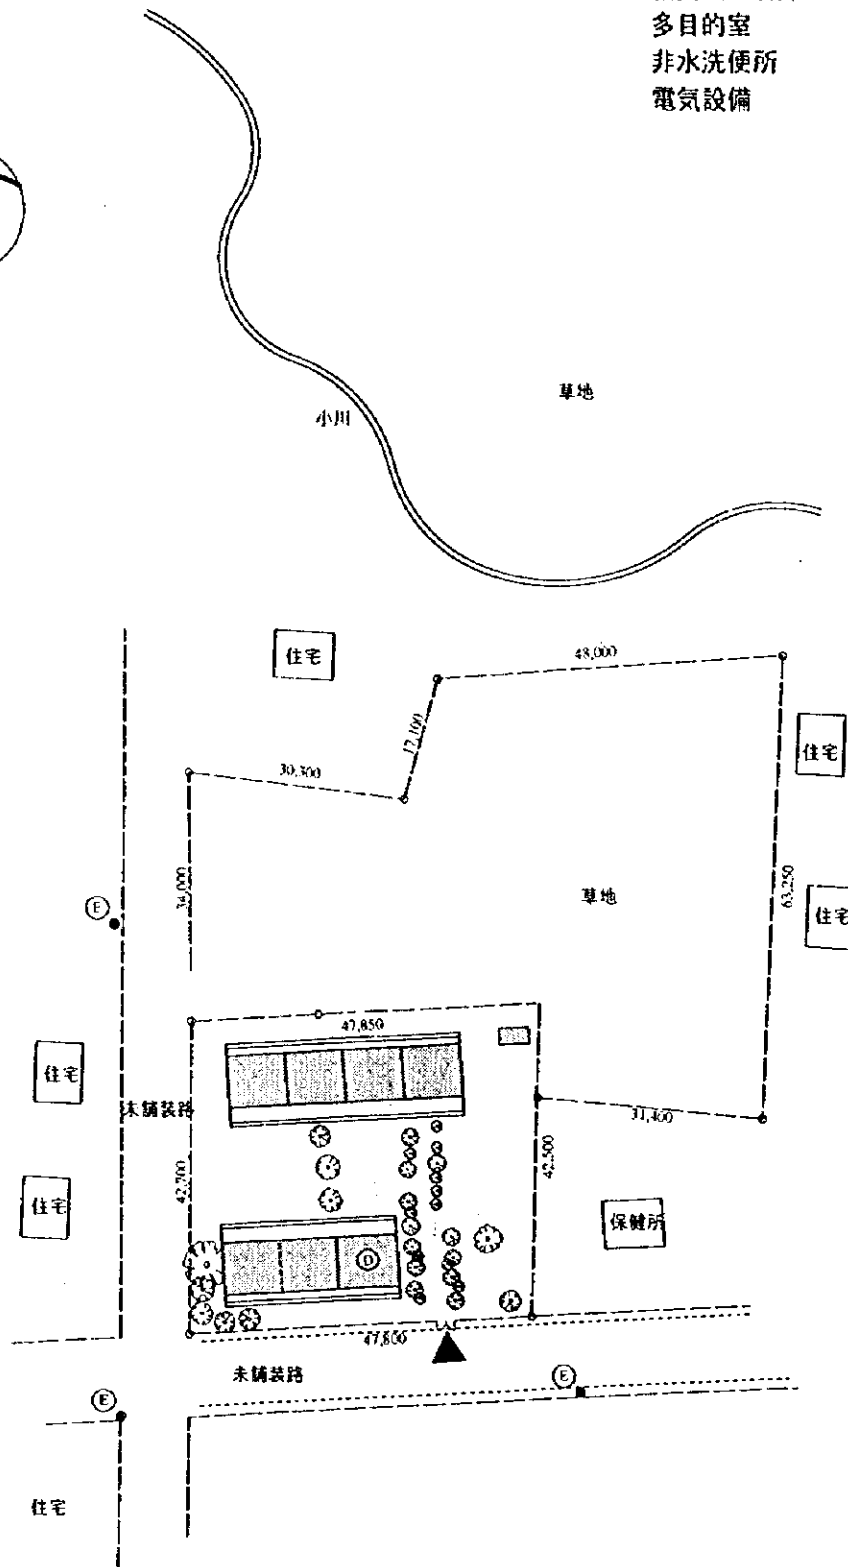 多目的室
非水洗便所
電気設備
草地
小川
住宅
48,000
17,100
30,300
住宅
34,000
草地
63,250
住宅
E
47,850
住宅
未舗装路
31,400
42,700
42,500
住宅
保健所
D
47,800
未舗装路
E
E
住宅